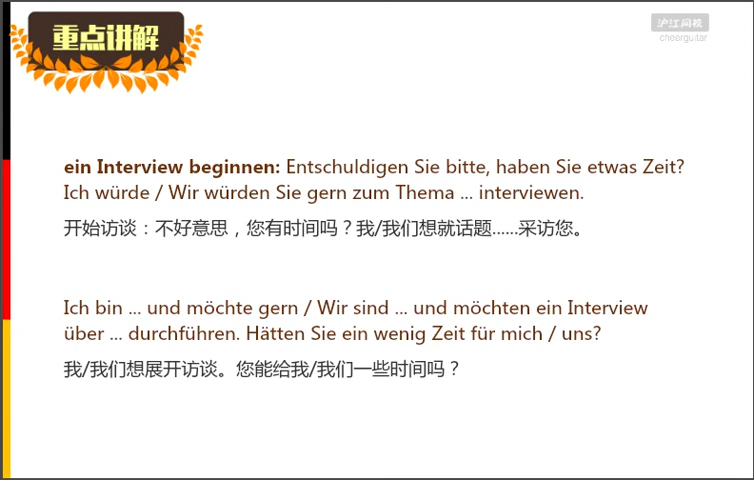 重点讲解
沪江网校
cheerguitar
ein Interview beginnen: Entschuldigen Sie bitte, haben Sie etwas Zeit?
Ich würde / Wir würden Sie gern zum Thema ... interviewen.
开始访谈：不好意思，您有时间吗？我/我们想就话题......采访您。
Ich bin ... und möchte gern / Wir sind ... und möchten ein Interview
über ... durchführen. Hätten Sie ein wenig Zeit für mich / uns?
我/我们想展开访谈。您能给我/我们一些时间吗？